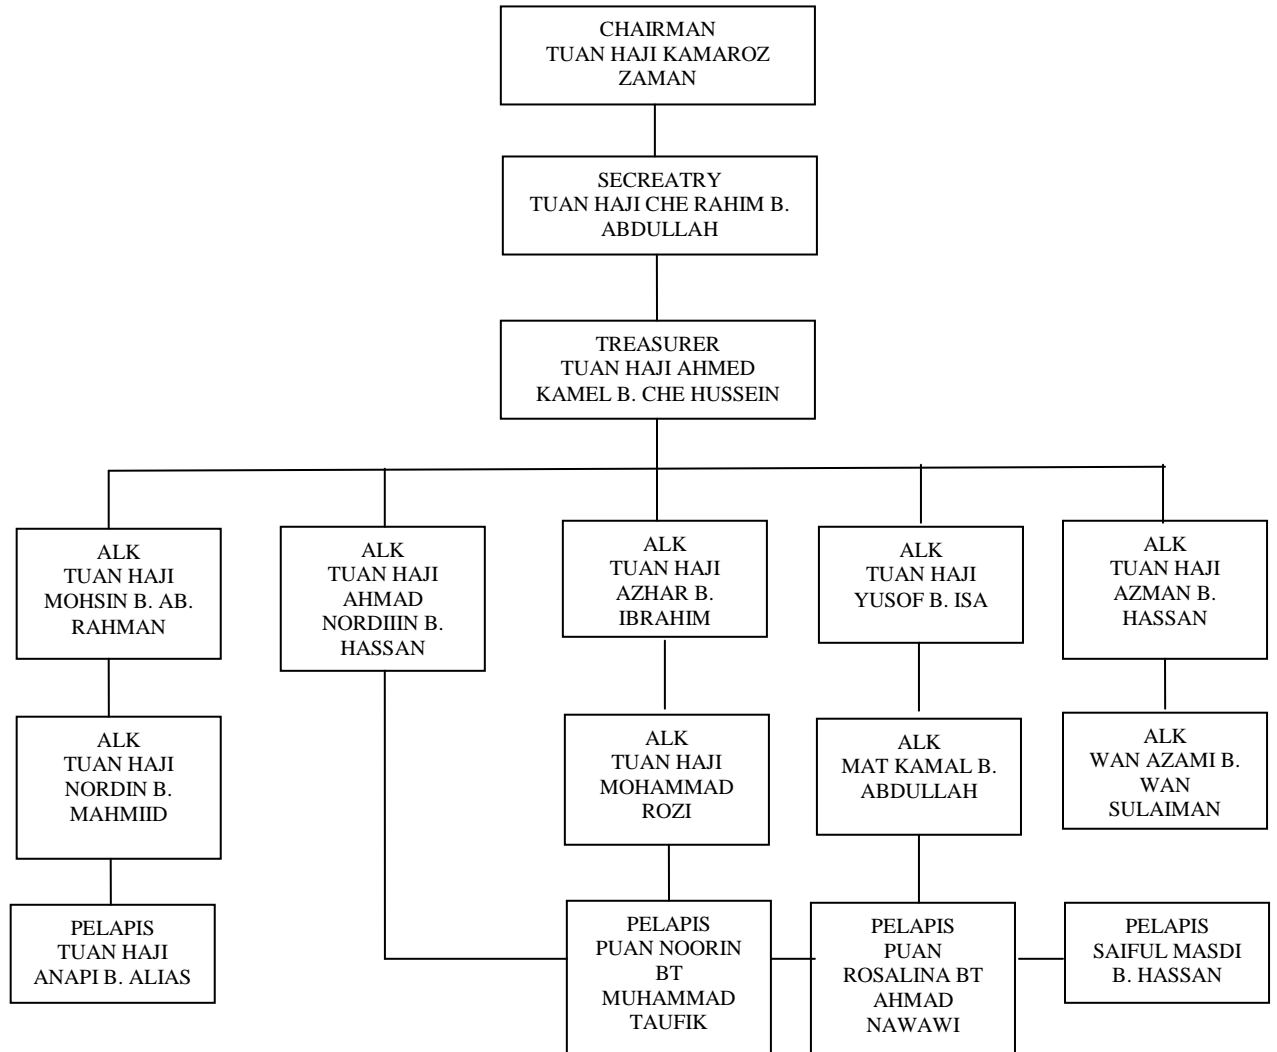 CHAIRMAN
TUAN HAJI KAMAROZ
ZAMAN
SECREATRY
TUAN HAJI CHE RAHIM B.
ABDULLAH
TREASURER
TUAN HAJI AHMED
KAMEL B. CHE HUSSEIN
ALK
TUAN HAJI
MOHSIN B. AB.
RAHMAN
ALK
TUAN HAJI
AHMAD
NORDIIIN B.
HASSAN
ALK
TUAN HAJI
AZHAR B.
IBRAHIM
ALK
TUAN HAJI
YUSOF B. ISA
ALK
TUAN HAJI
AZMAN B.
HASSAN
ALK
TUAN HAJI
NORDIN B.
MAHMIID
ALK
TUAN HAJI
MOHAMMAD
ROZI
ALK
MAT KAMAL B.
ABDULLAH
ALK
WAN AZAMI B.
WAN
SULAIMAN
PELAPIS
TUAN HAJI
ANAPI B. ALIAS
PELAPIS
PUAN NOORIN
BT
MUHAMMAD
TAUFIK
PELAPIS
PUAN
ROSALINA BT
AHMAD
NAWAWI
PELAPIS
SAIFUL MASDI
B. HASSAN